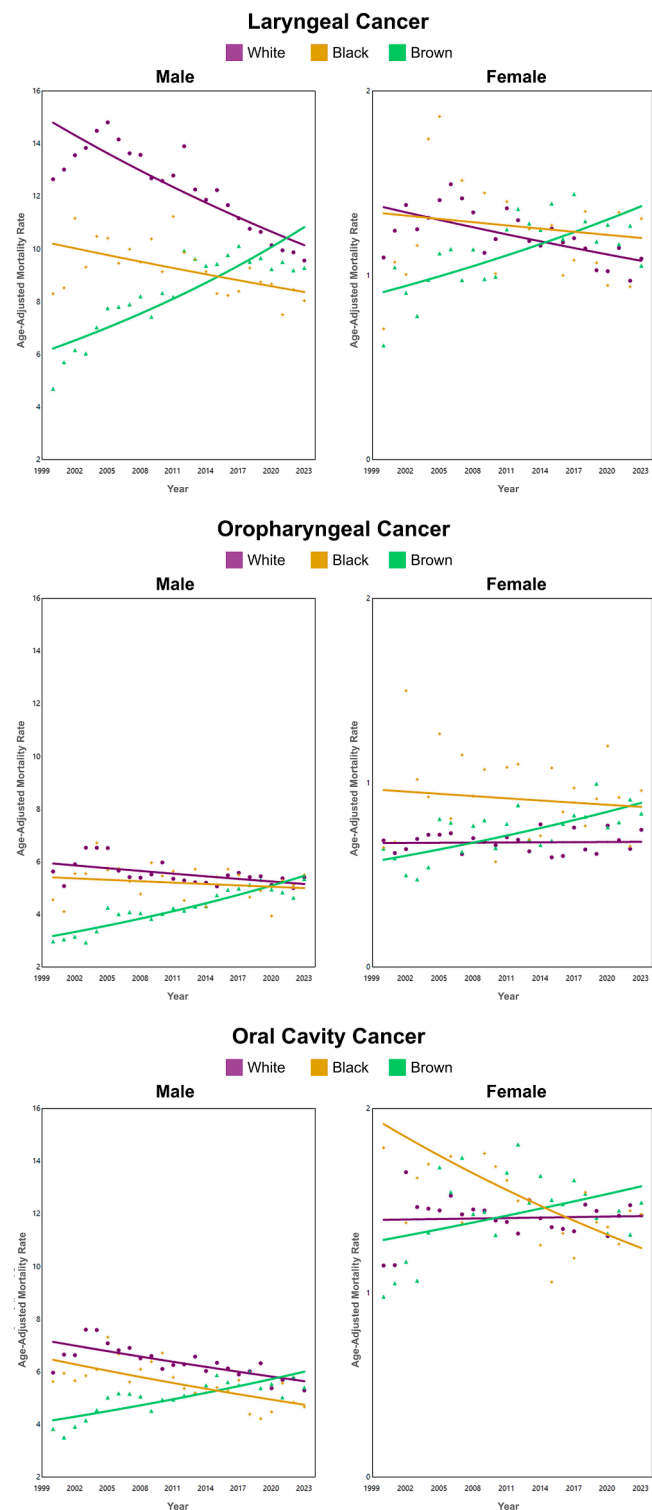 Laryngeal Cancer
White Black Brown
Male Female
16
14
12
10
8
6
4
2
Age-Adjusted Mortality Rate
1999 2002 2005 2008 2011 2014 2017 2020 2023
Year
2
1
0
Age-Adjusted Mortality Rate
1999 2002 2005 2008 2011 2014 2017 2020 2023
Year
Oropharyngeal Cancer
White Black Brown
Male Female
16
14
12
10
8
6
4
2
Age-Adjusted Mortality Rate
1999 2002 2005 2008 2011 2014 2017 2020 2023
Year
2
1
0
Age-Adjusted Mortality Rate
1999 2002 2005 2008 2011 2014 2017 2020 2023
Year
Oral Cavity Cancer
White Black Brown
Male Female
16
14
12
10
8
6
4
2
Age-Adjusted Mortality Rate
1999 2002 2005 2008 2011 2014 2017 2020 2023
Year
2
1
0
Age-Adjusted Mortality Rate
1999 2002 2005 2008 2011 2014 2017 2020 2023
Year